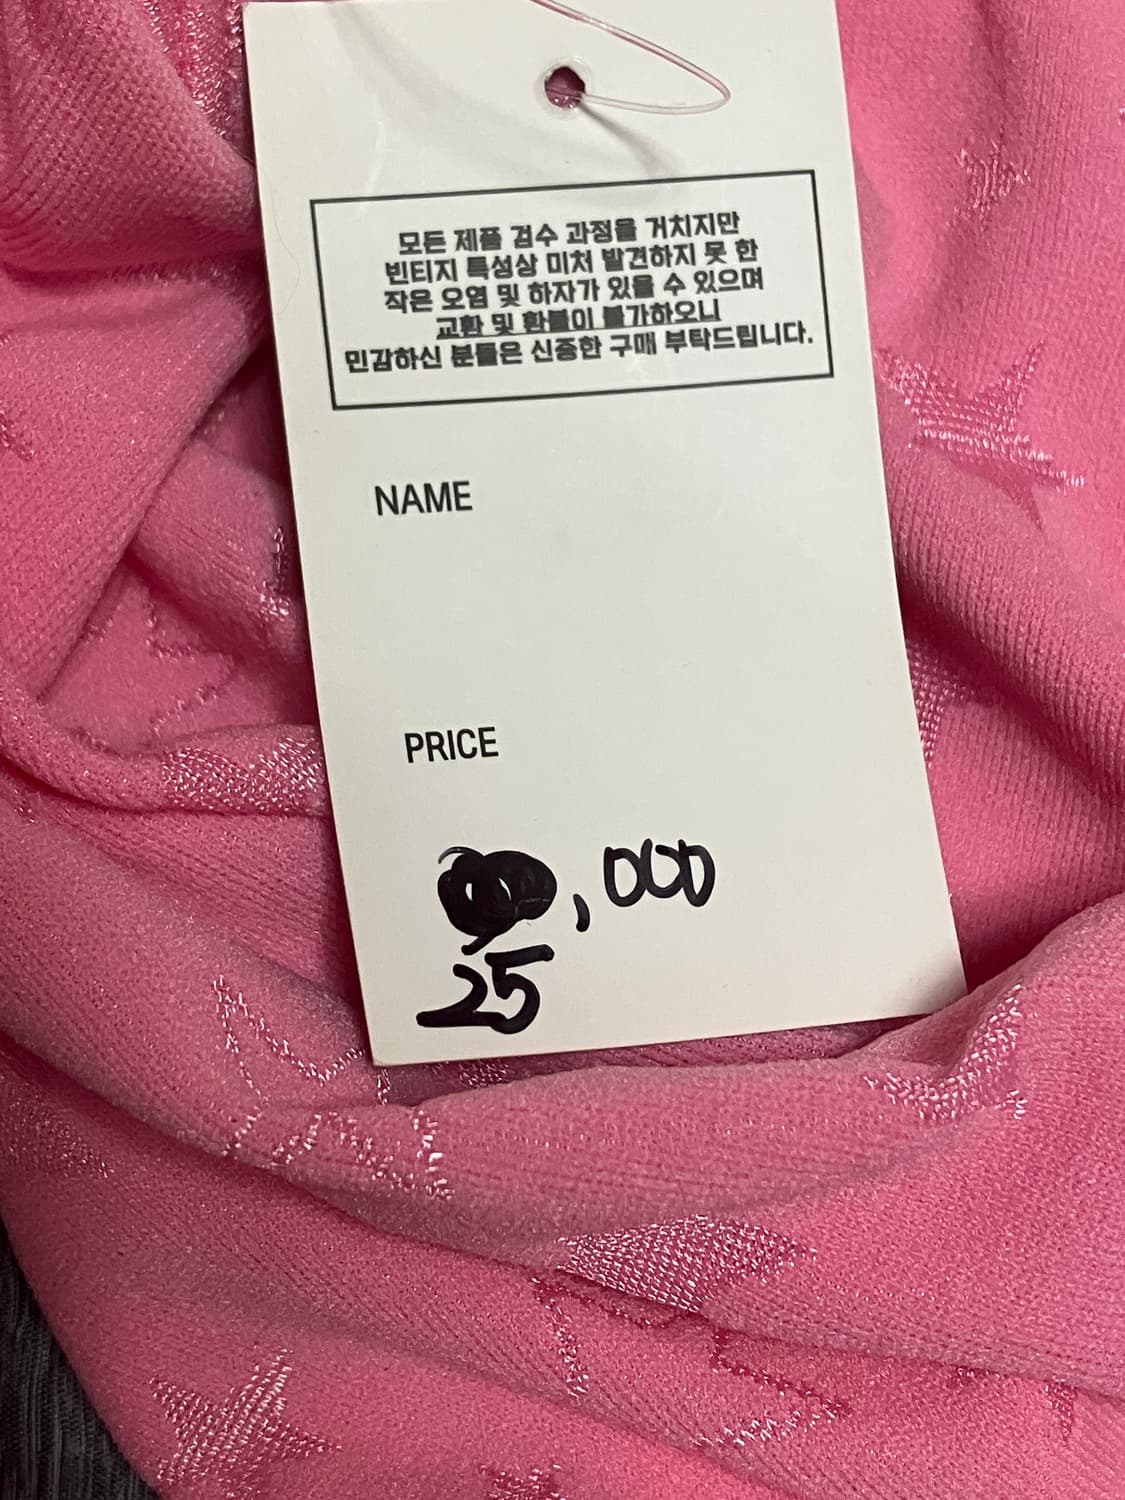 모든 제품 검수 과정을 거치지만
빈티지 특성상 미처 발견하지 못 한
작은 오염 및 하자가 있을 수 있으며
교환 및 환불이 불가하오니
민감하신 분들은 신중한 구매 부탁드립니다.
NAME
PRICE
,000
25